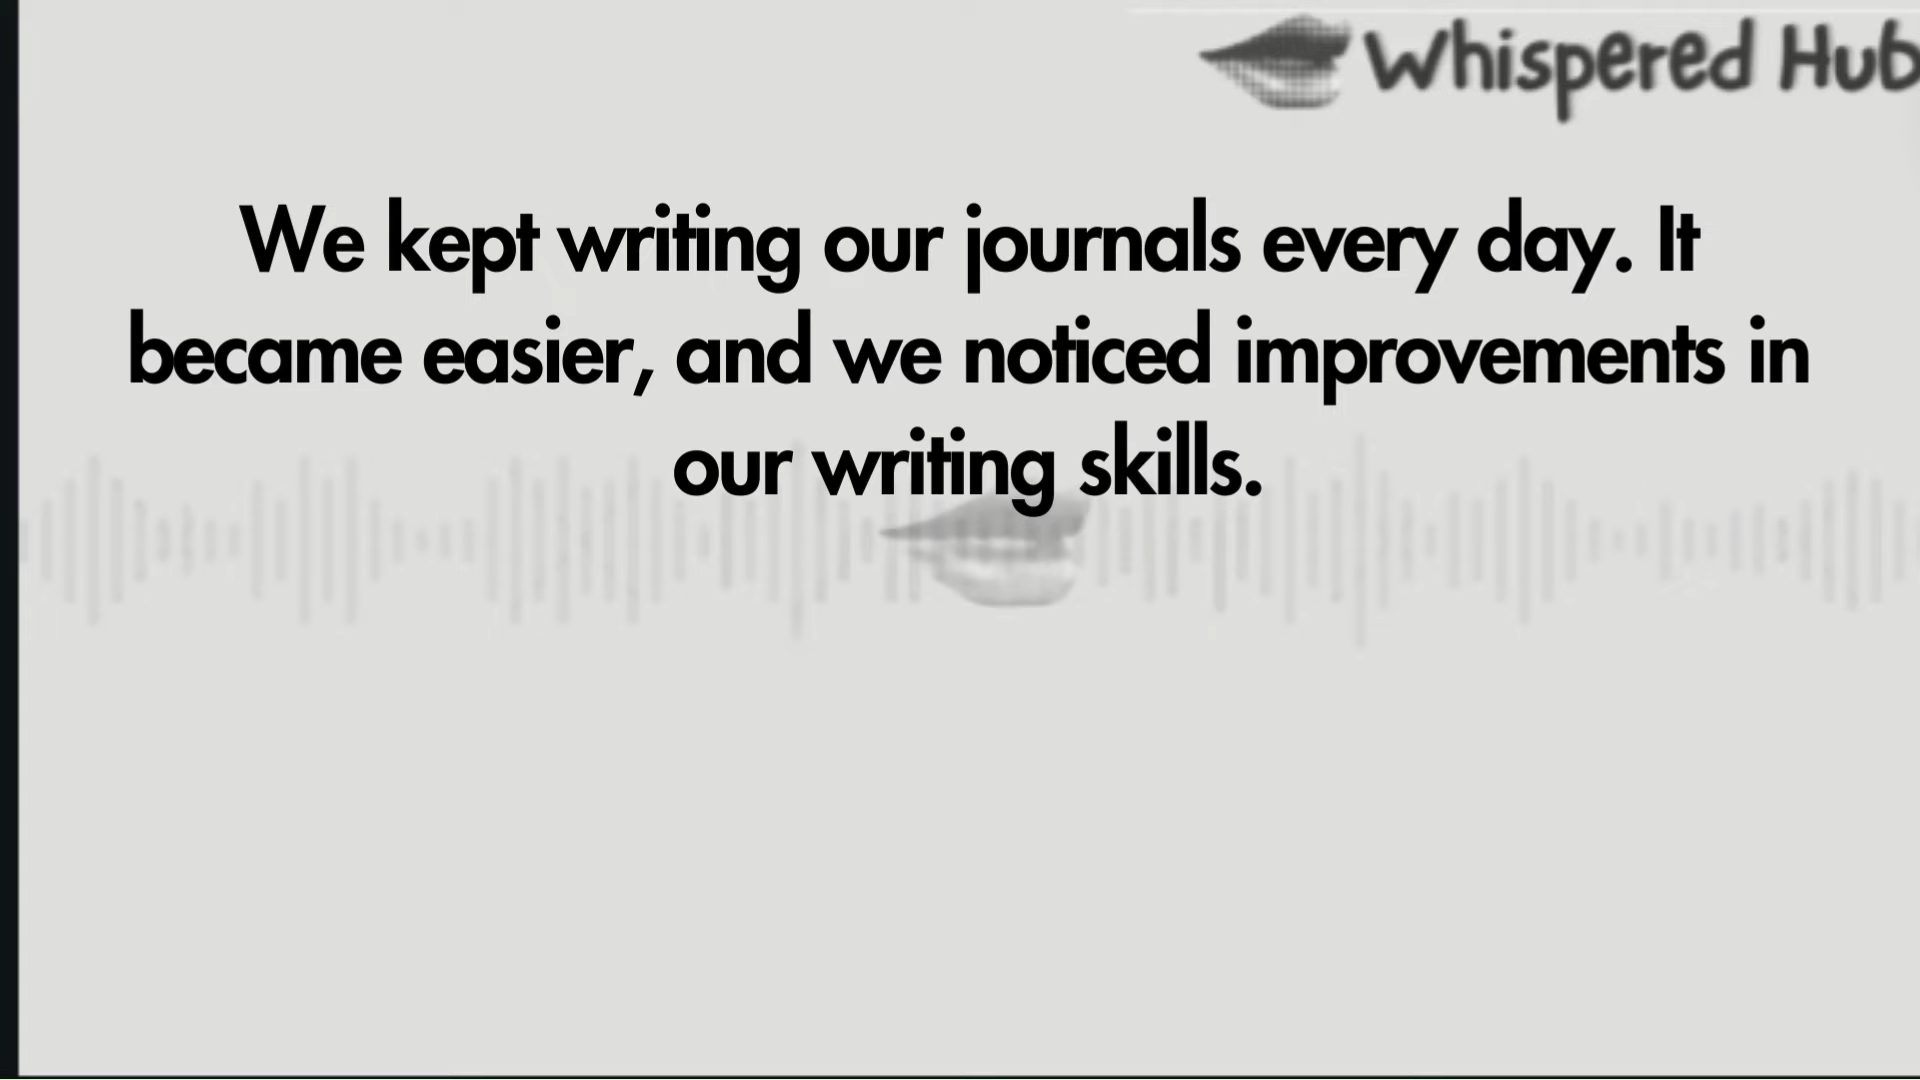 Whispered Hub
We kept writing our journals every day. It
became easier, and we noticed improvements in
our writing skills.